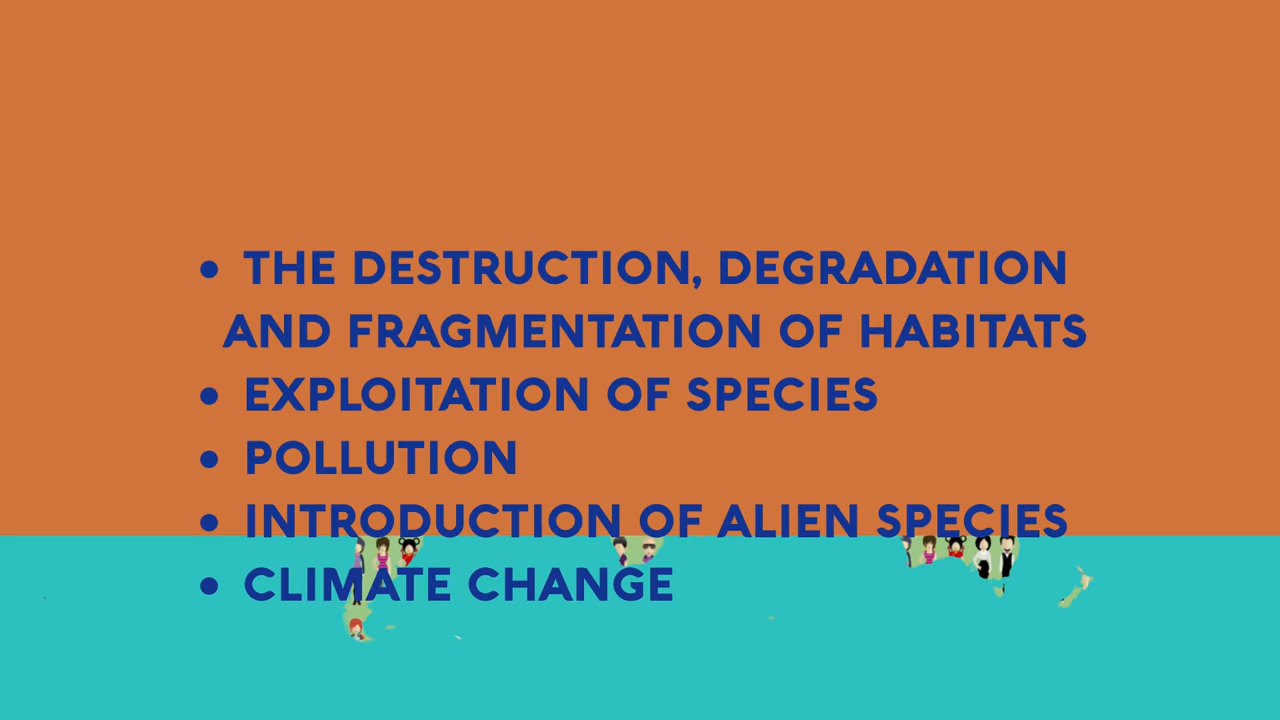 • THE DESTRUCTION, DEGRADATION
AND FRAGMENTATION OF HABITATS
• EXPLOITATION OF SPECIES
• POLLUTION
• INTRODUCTION OF ALIEN SPECIES
• CLIMATE CHANGE